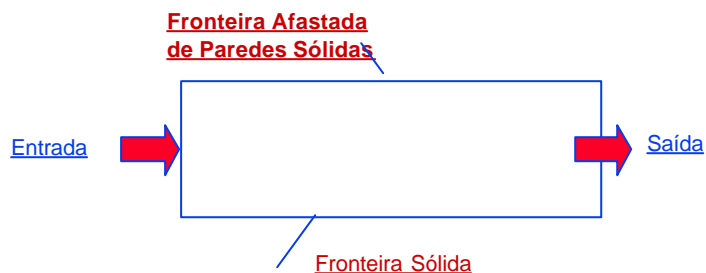 Fronteira Afastada
de Paredes Sólidas
Entrada
Saída
Fronteira Sólida